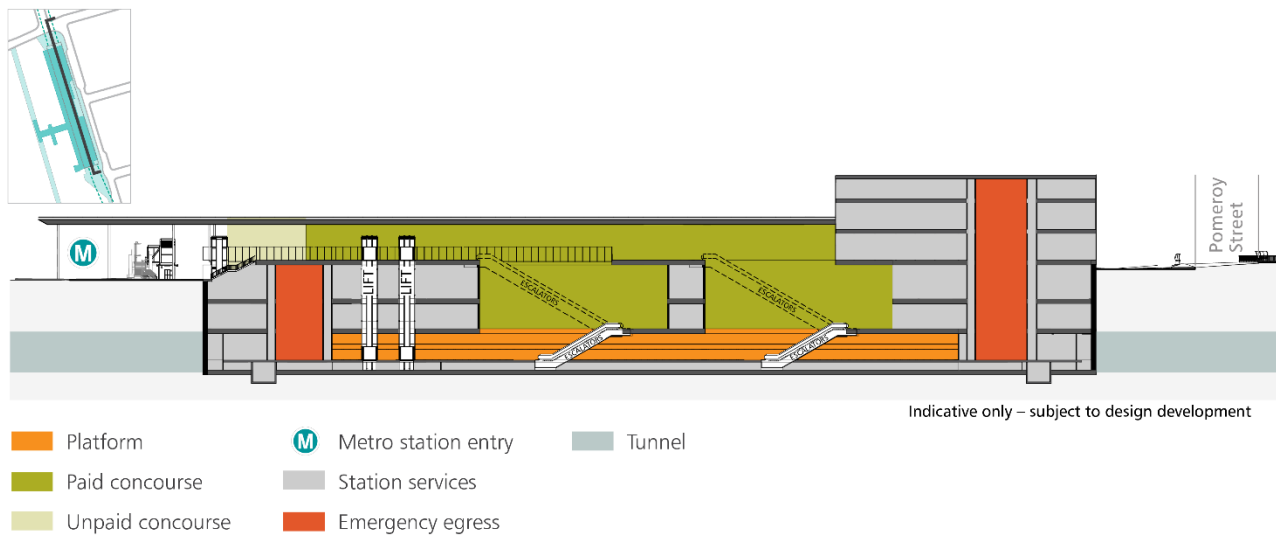 M
LIFT
LIFT
ESCALATORS
ESCALATORS
ESCALATORS
ESCALATORS
Pomeroy
Street
Indicative only – subject to design development
Platform
M Metro station entry
Tunnel
Paid concourse
Station services
Unpaid concourse
Emergency egress